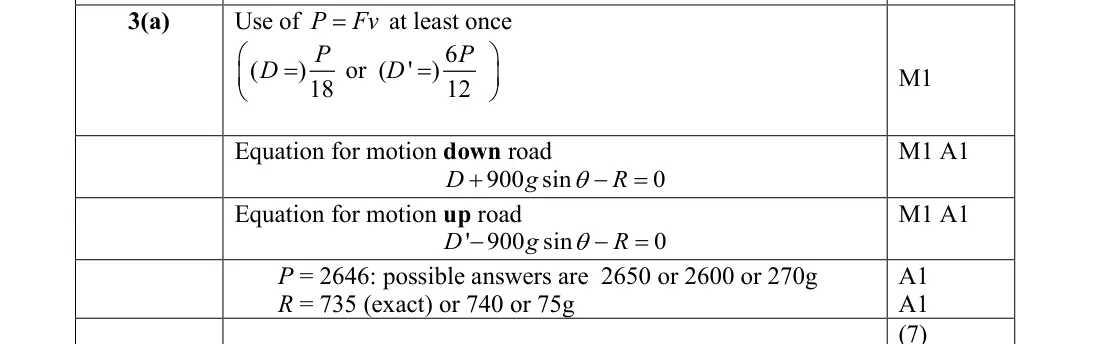 3(a) Use of P = Fv at least once
((D =) P/18 or (D' =) 6P/12) M1
Equation for motion down road M1 A1
D + 900g sin θ − R = 0
Equation for motion up road M1 A1
D'− 900g sin θ − R = 0
P = 2646: possible answers are 2650 or 2600 or 270g A1
R = 735 (exact) or 740 or 75g A1
(7)